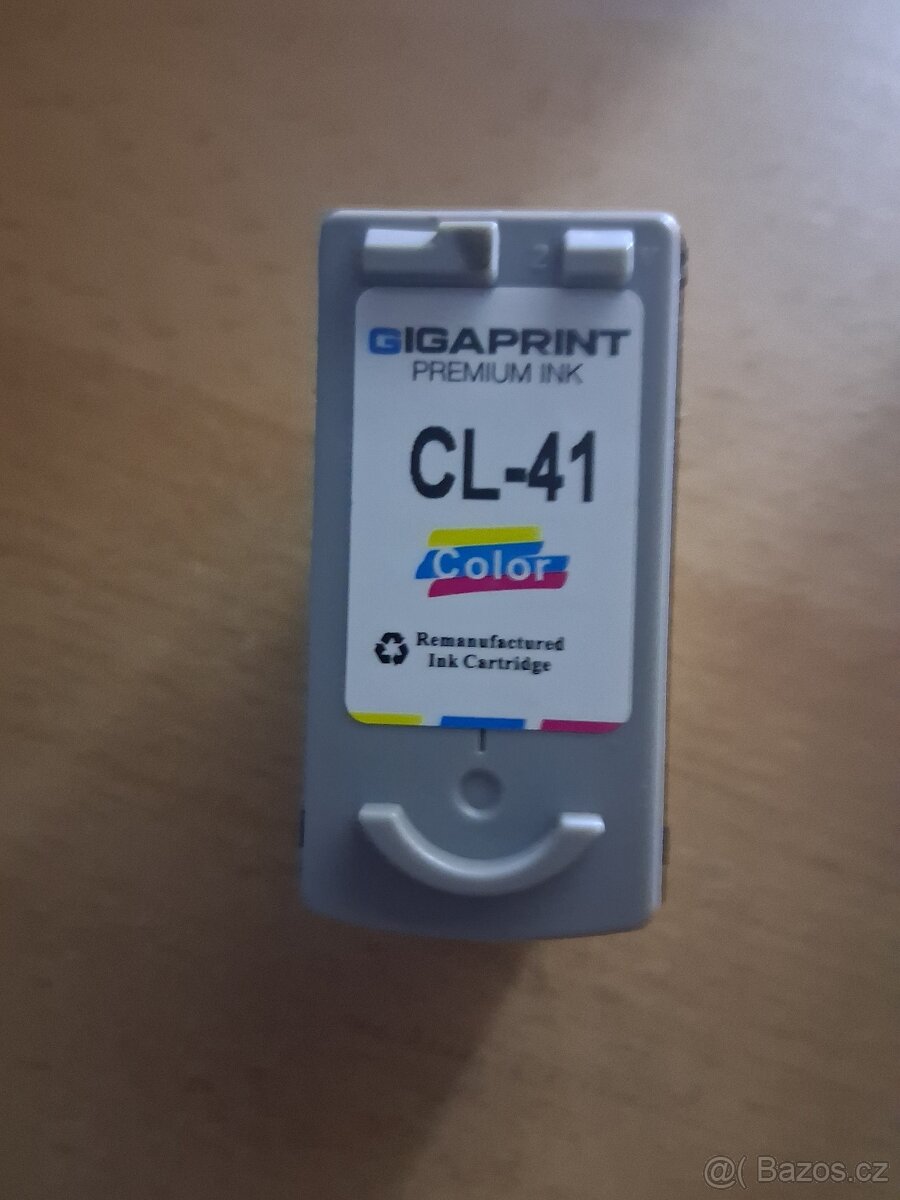 GIGAPRINT
PREMIUM INK
CL-41
Color
Remanufactured
Ink Cartridge
@( Bazos.cz